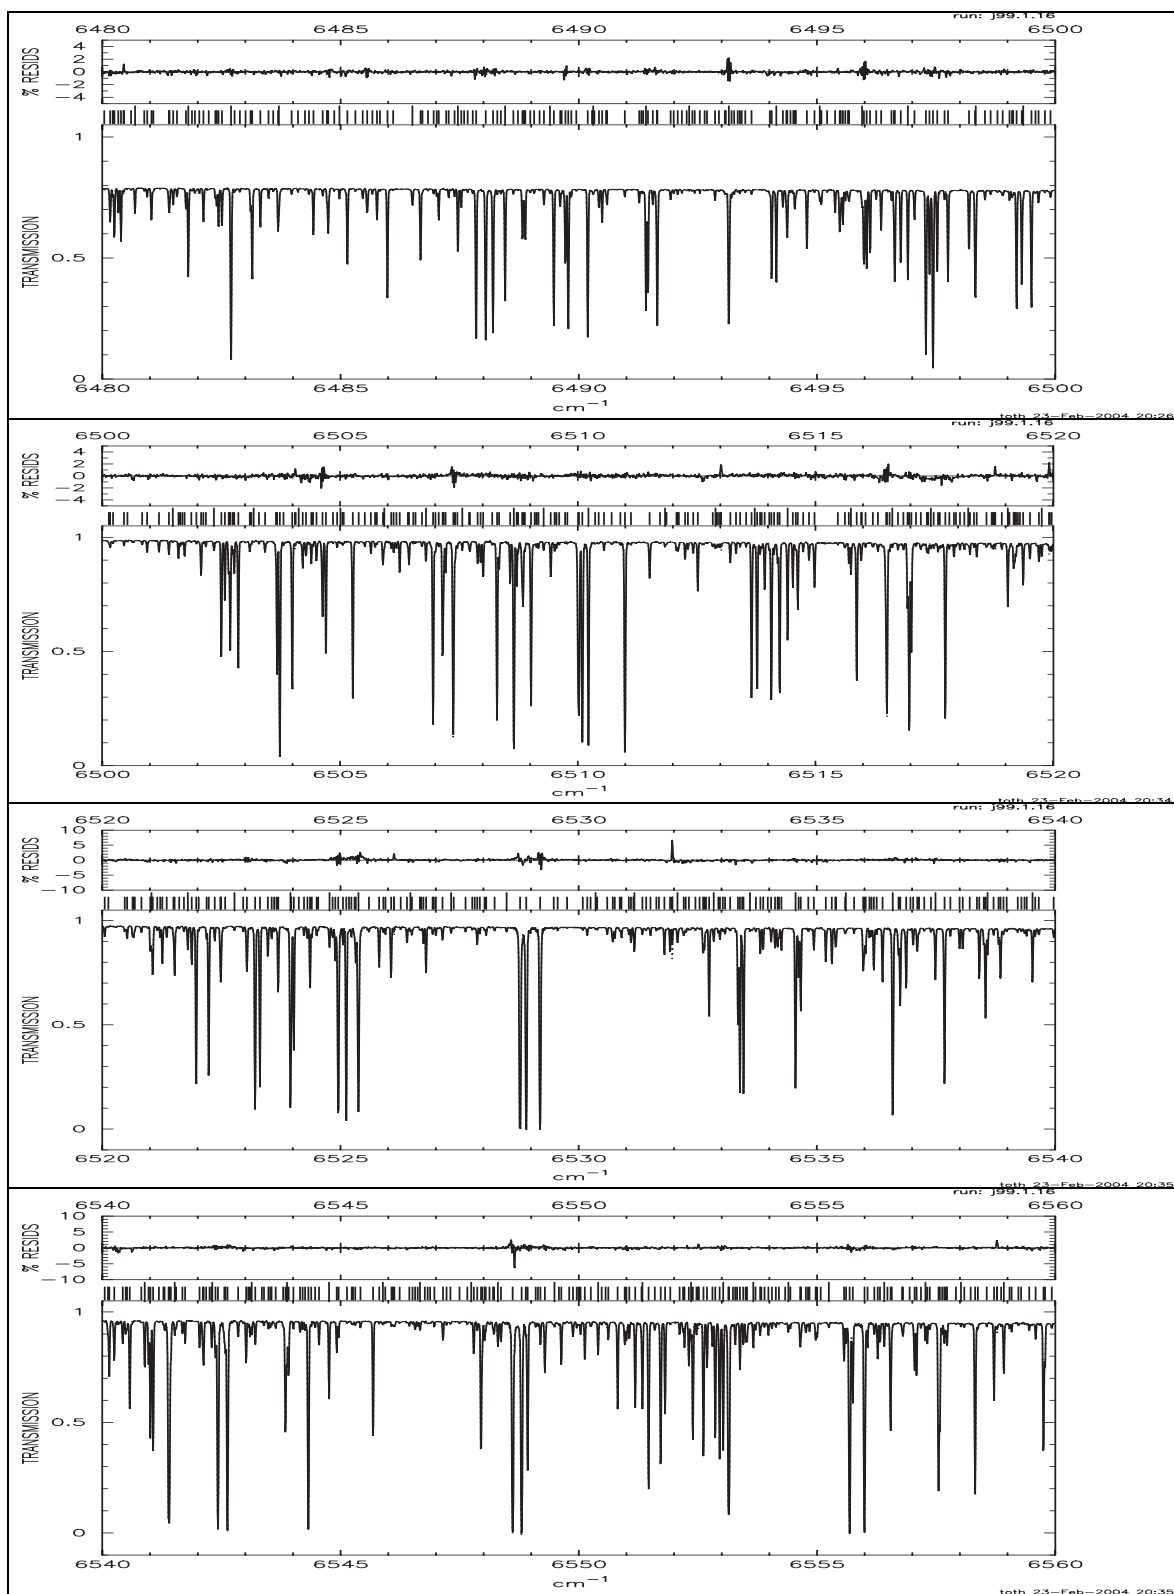 run: j99.1.16
6480 6485 6490 6495 6500
% RESIDS
4
2
0
−2
−4
TRANSMISSION
1
0.5
0
6480 6485 6490 6495 6500
cm−1
toth 23−Feb−2004 20:26
run: j99.1.16
6500 6505 6510 6515 6520
% RESIDS
4
2
0
−2
−4
TRANSMISSION
1
0.5
0
6500 6505 6510 6515 6520
cm−1
toth 23−Feb−2004 20:34
run: j99.1.16
6520 6525 6530 6535 6540
% RESIDS
10
5
0
−5
−10
TRANSMISSION
1
0.5
0
6520 6525 6530 6535 6540
cm−1
toth 23−Feb−2004 20:35
run: j99.1.16
6540 6545 6550 6555 6560
% RESIDS
10
5
0
−5
−10
TRANSMISSION
1
0.5
0
6540 6545 6550 6555 6560
cm−1
toth 23−Feb−2004 20:35